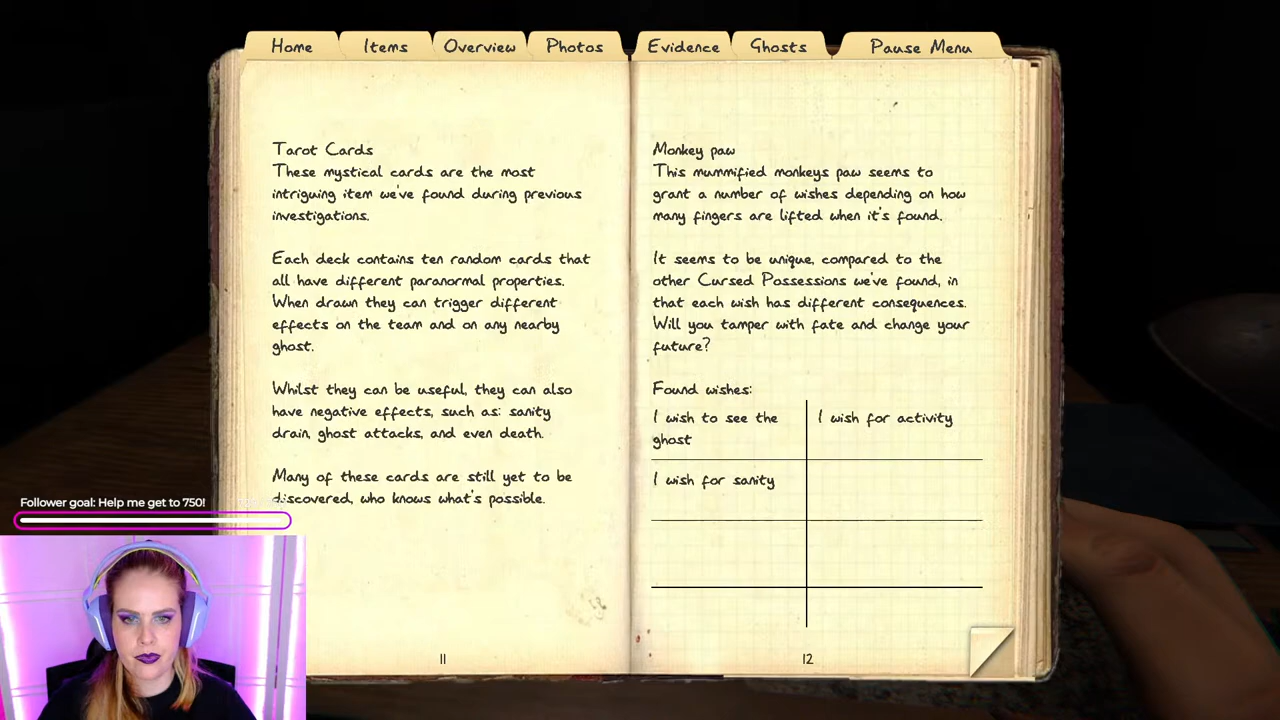 Home
Items
Overview
Photos
Evidence
Ghosts
Pause Menu
Tarot Cards
These mystical cards are the most
intriguing item we've found during previous
investigations.
Each deck contains ten random cards that
all have different paranormal properties.
When drawn they can trigger different
effects on the team and on any nearby
ghost.
Whilst they can be useful, they can also
have negative effects, such as: sanity
drain, ghost attacks, and even death.
Many of these cards are still yet to be
discovered, who knows what's possible.
11
Monkey paw
This mummified monkeys paw seems to
grant a number of wishes depending on how
many fingers are lifted when it's found.
It seems to be unique, compared to the
other Cursed Possessions we've found, in
that each wish has different consequences.
Will you tamper with fate and change your
future?
Found wishes:
I wish to see the
ghost
I wish for activity
I wish for sanity
12
Follower goal: Help me get to 750!